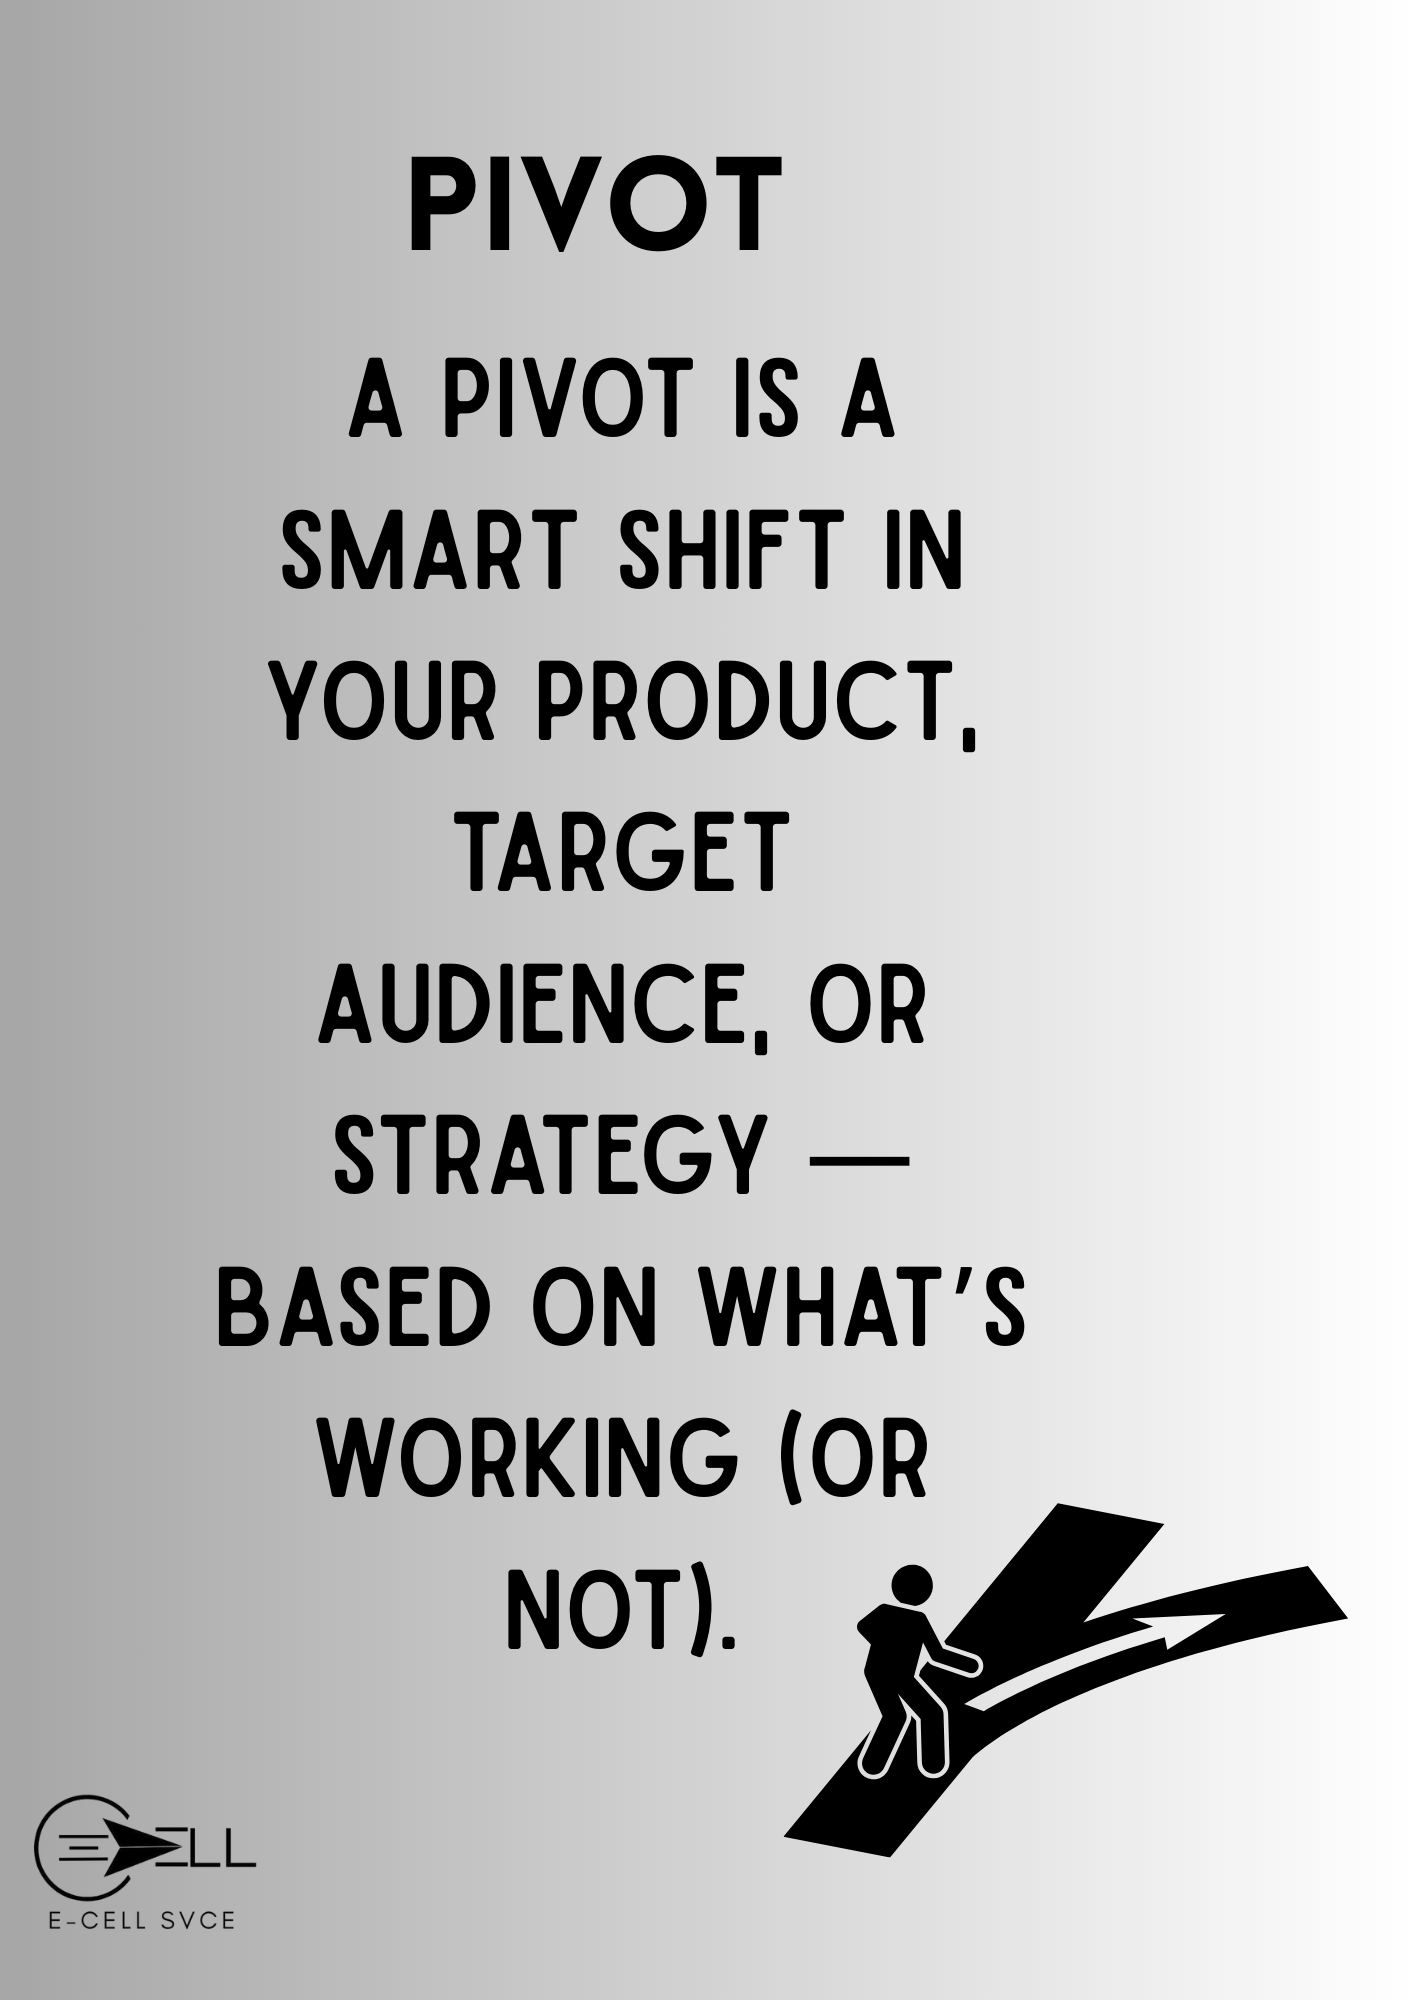 PIVOT
A PIVOT IS A
SMART SHIFT IN
YOUR PRODUCT,
TARGET
AUDIENCE, OR
STRATEGY —
BASED ON WHAT'S
WORKING (OR
NOT).
ECELL
E-CELL SVCE